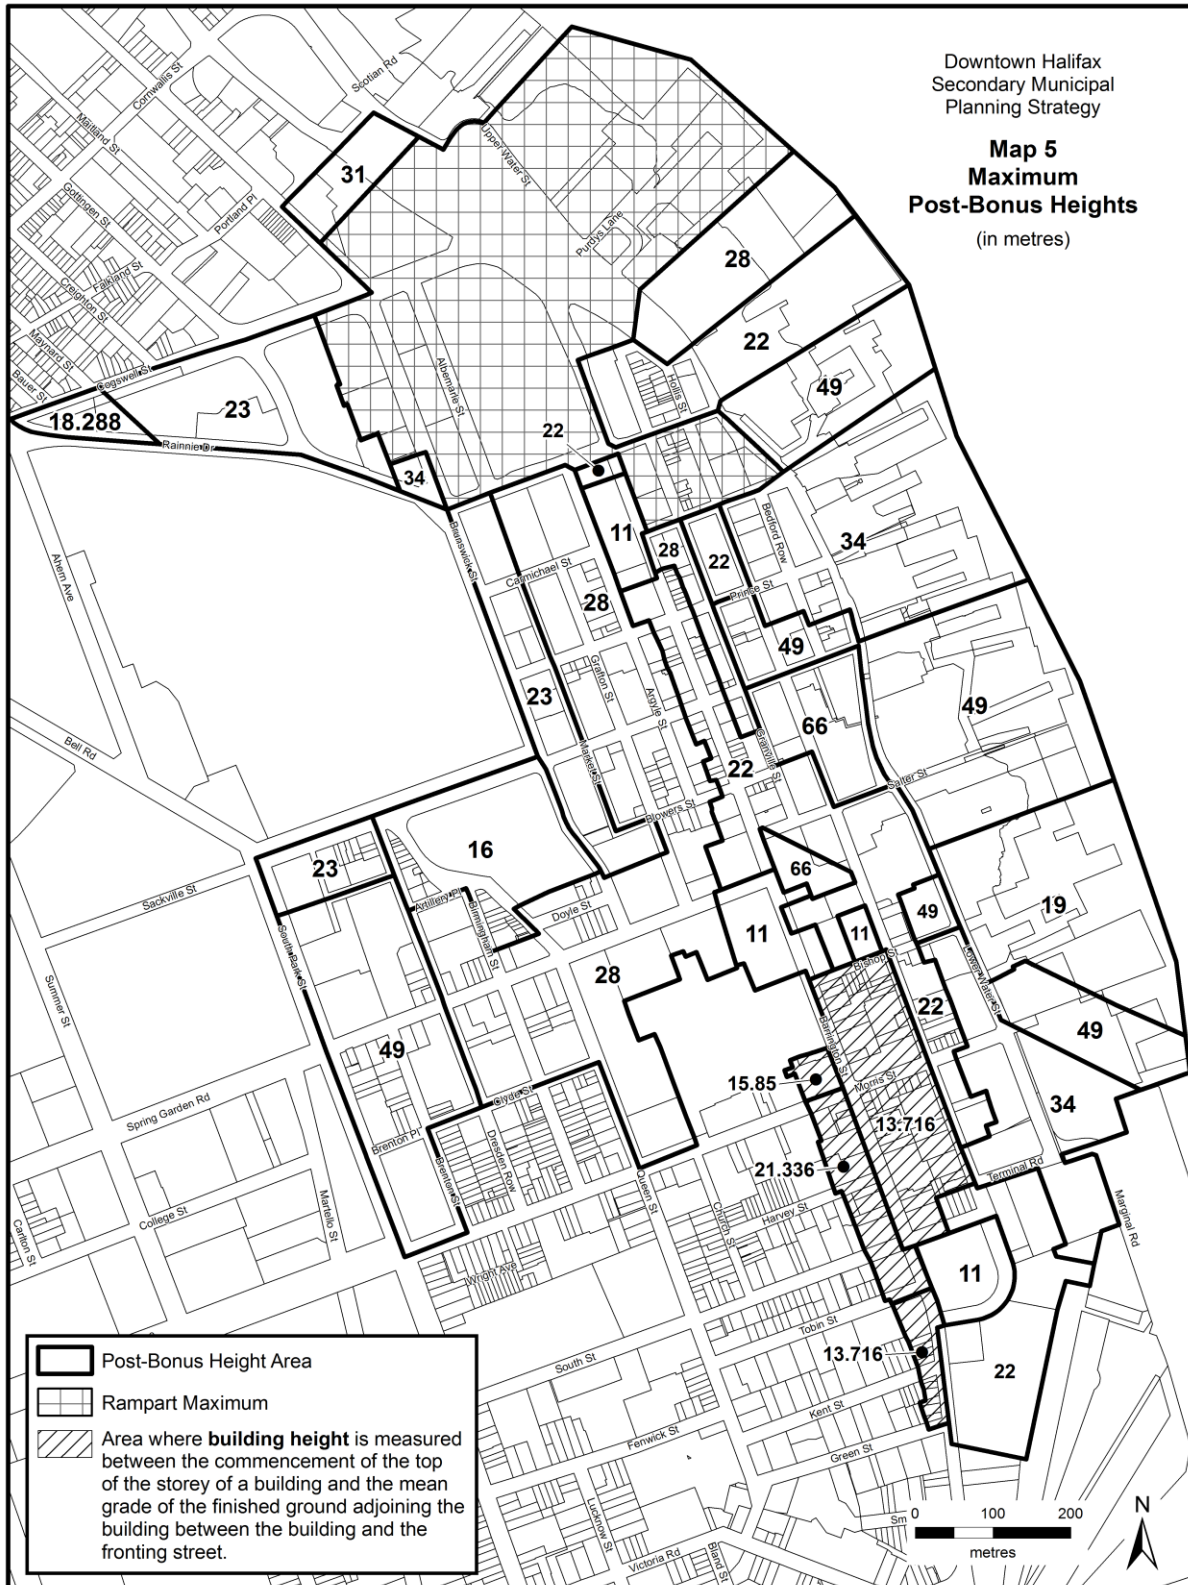 Downtown Halifax
Secondary Municipal
Planning Strategy
Map 5
Maximum
Post-Bonus Heights
(in metres)
Scotian Rd
Cornwallis St
Maitland St
Gottingen St
Portland Pl
Falkland St
Creighton St
Maynard St
Bauer St
Cogswell St
Rainnie Dr
Upper Water St
Purdys Lane
Albemarle St
Hollis St
31
28
22
49
23
18.288
34
22
11
28
22
34
Bedford Row
Prince St
Carmichael St
Brunswick St
Ahern Ave
28
49
23
Grafton St
Argyle St
Market St
66
49
22
Granville St
Salter St
Blowers St
Bell Rd
16
23
66
Sackville St
Artillery Pl
Birmingham St
Doyle St
11
11
49
19
Bishop St
Lower Water St
South Park St
Summer St
28
22
49
49
Barrington St
15.85
Morris St
13.716
34
Clyde St
Spring Garden Rd
Brenton Pl
Brenton St
Dresden Row
21.336
Terminal Rd
Queen St
Church St
Harvey St
Marginal Rd
College St
Martello St
Carlton St
Wright Ave
11
Tobin St
13.716
22
South St
Kent St
Fenwick St
Green St
Lucknow St
Victoria Rd
Bland St
Sm
Post-Bonus Height Area
Rampart Maximum
Area where building height is measured
between the commencement of the top
of the storey of a building and the mean
grade of the finished ground adjoining the
building between the building and the
fronting street.
0 100 200
metres
N